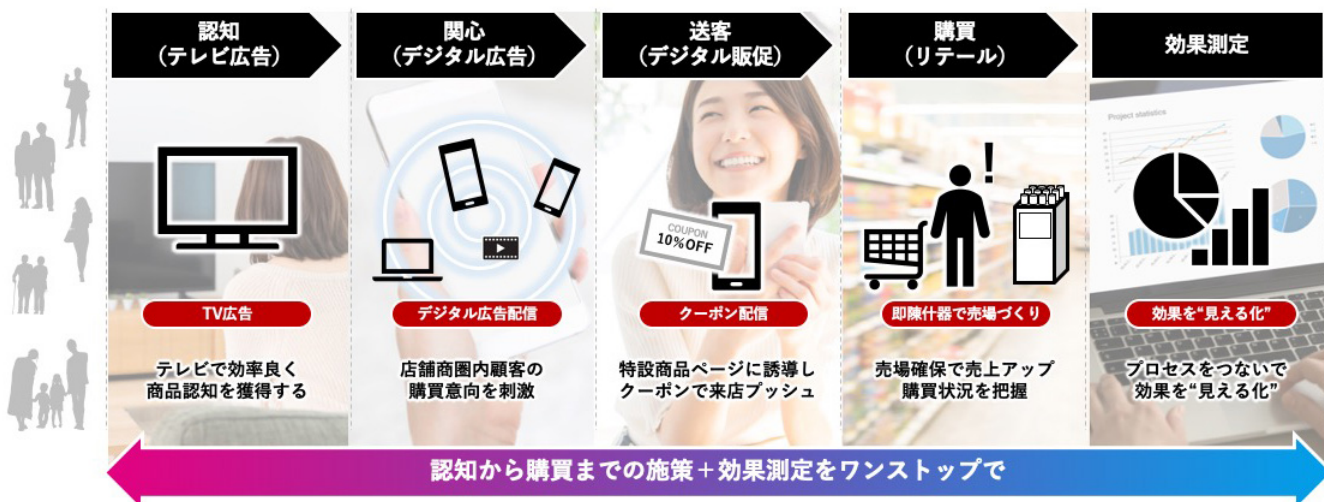 認知
（テレビ広告）
関心
（デジタル広告）
送客
（デジタル販促）
購買
（リテール）
効果測定
Project statistics
COUPON
10%OFF
!
TV広告
デジタル広告配信
クーポン配信
即陳什器で売場づくり
効果を“見える化”
テレビで効率良く
商品認知を獲得する
店舗商圏内顧客の
購買意向を刺激
特設商品ページに誘導し
クーポンで来店プッシュ
売場確保で売上アップ
購買状況を把握
プロセスをつないで
効果を“見える化”
認知から購買までの施策＋効果測定をワンストップで